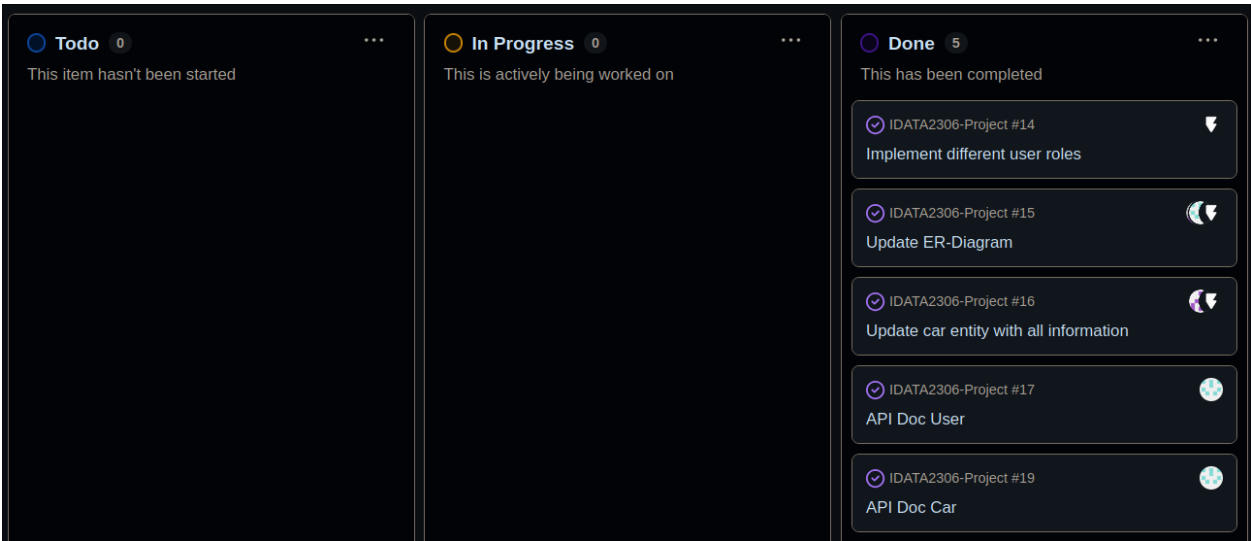 Todo 0 ...
This item hasn't been started
In Progress 0 ...
This is actively being worked on
Done 5 ...
This has been completed
IDATA2306-Project #14
Implement different user roles
IDATA2306-Project #15
Update ER-Diagram
IDATA2306-Project #16
Update car entity with all information
IDATA2306-Project #17
API Doc User
IDATA2306-Project #19
API Doc Car